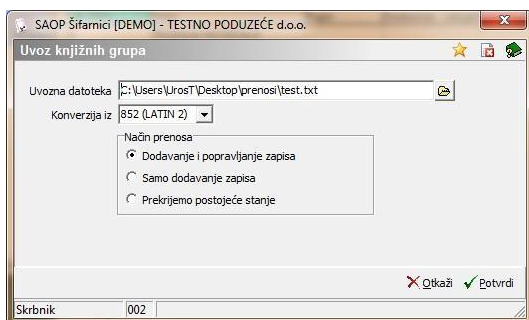 SAOP Šifarnici [DEMO] - TESTNO PODUZEĆE d.o.o.
Uvoz knjižnih grupa
Uvozna datoteka C:\Users\UrosT\Desktop\prenosi\test.txt
Konverzija iz 852 (LATIN 2)
Način prenosa
Dodavanje i popravljanje zapisa
Samo dodavanje zapisa
Prekrijemo postojeće stanje
Otkaži Potvrdi
Skrbnik 002